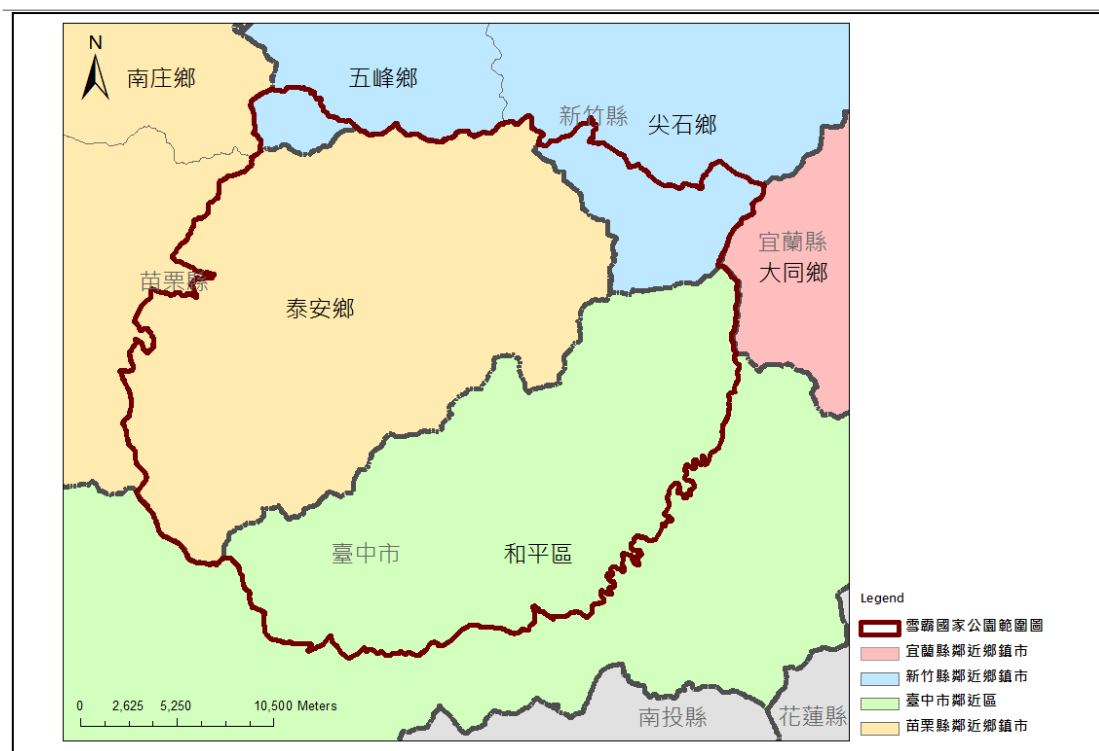 N
南庄鄉
五峰鄉
新竹縣
尖石鄉
宜蘭縣
大同鄉
苗栗縣
泰安鄉
臺中市
和平區
南投縣
花蓮縣
0 2,625 5,250 10,500 Meters
Legend
雪霸國家公園範圍圖
宜蘭縣鄰近鄉鎮市
新竹縣鄰近鄉鎮市
臺中市鄰近區
苗栗縣鄰近鄉鎮市